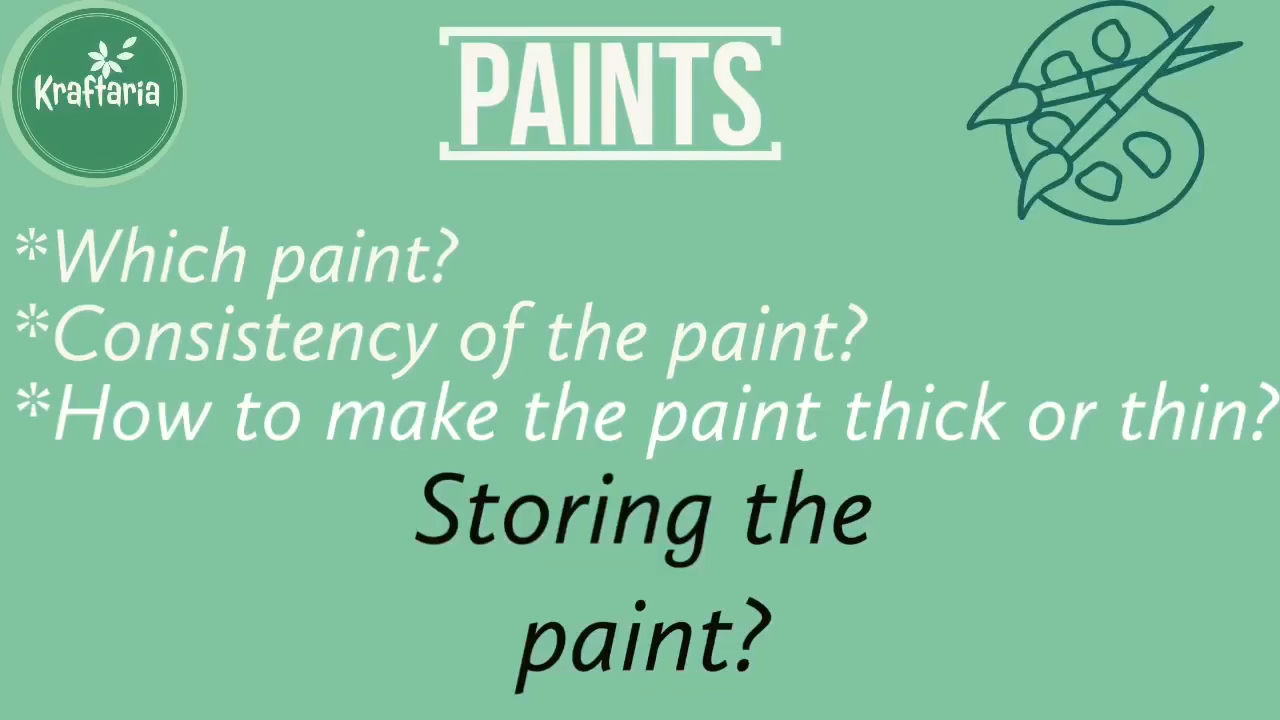 Kraftaria
PAINTS
*Which paint?
*Consistency of the paint?
*How to make the paint thick or thin?
Storing the
paint?